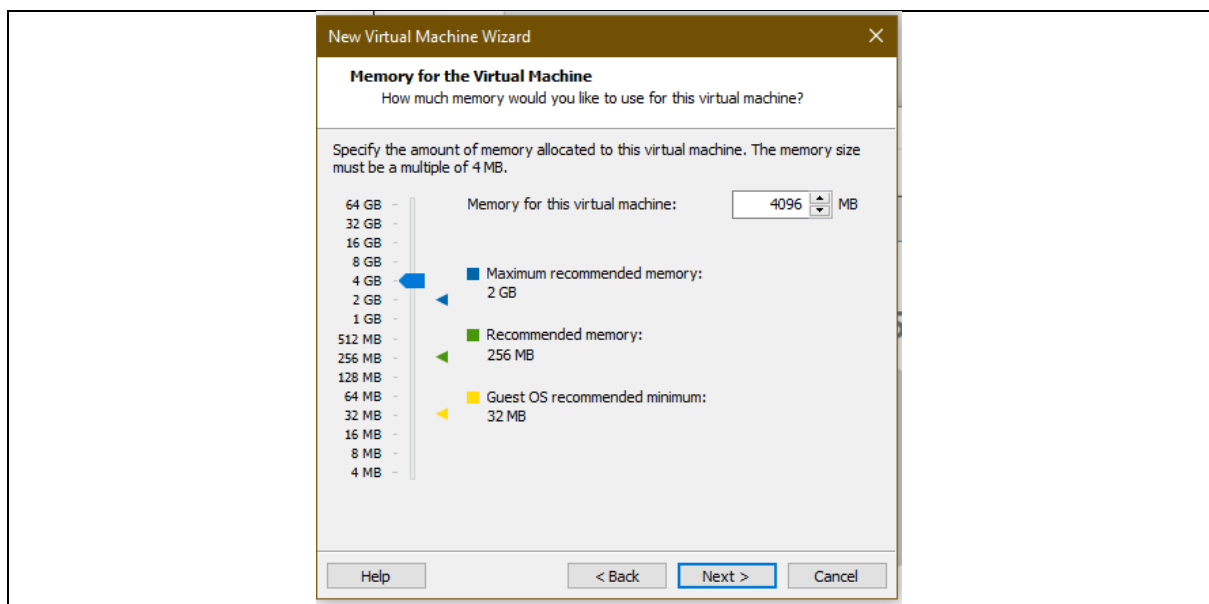 New Virtual Machine Wizard
Memory for the Virtual Machine
How much memory would you like to use for this virtual machine?
Specify the amount of memory allocated to this virtual machine. The memory size
must be a multiple of 4 MB.
64 GB
32 GB
16 GB
8 GB
4 GB
2 GB
1 GB
512 MB
256 MB
128 MB
64 MB
32 MB
16 MB
8 MB
4 MB
Memory for this virtual machine: 4096 MB
Maximum recommended memory:
2 GB
Recommended memory:
256 MB
Guest OS recommended minimum:
32 MB
Help < Back Next > Cancel